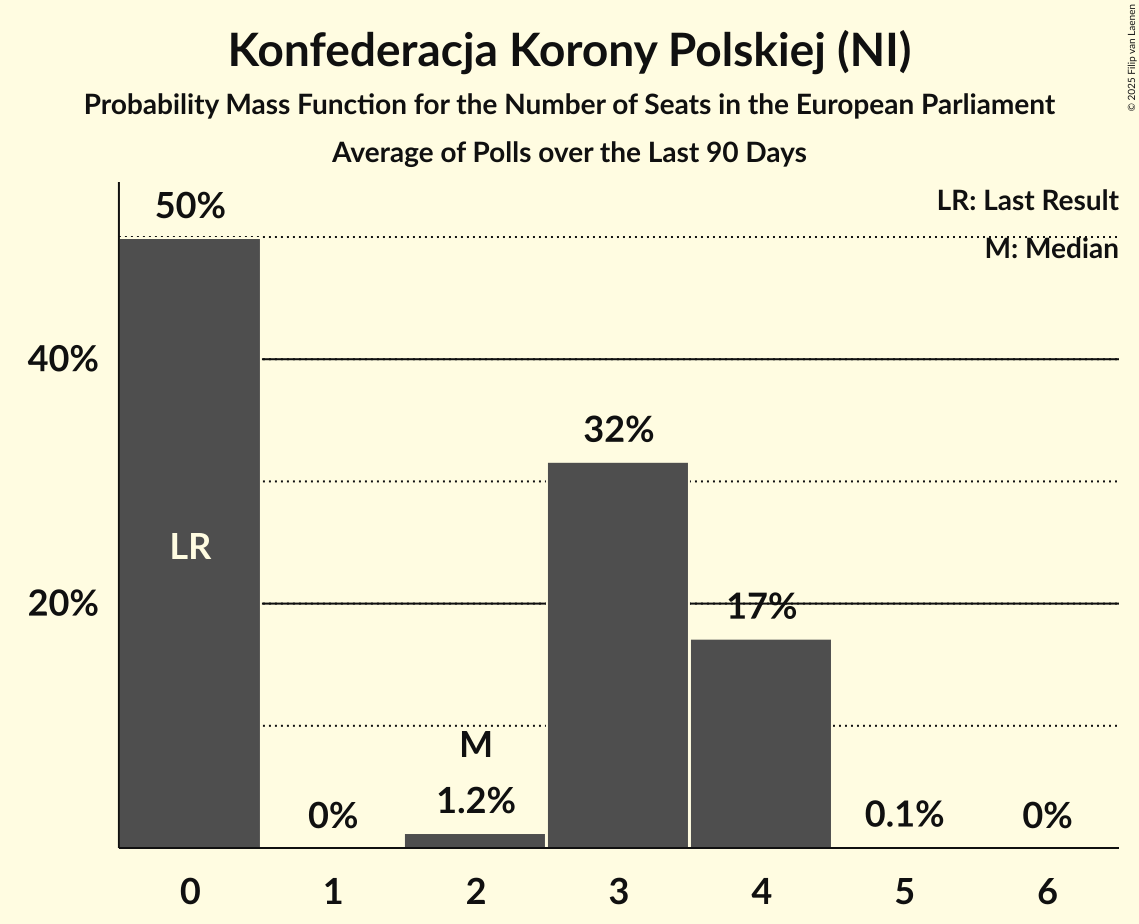 Konfederacja Korony Polskiej (NI)
Probability Mass Function for the Number of Seats in the European Parliament
Average of Polls over the Last 90 Days
© 2025 Filip van Laenen
LR: Last Result
M: Median
50%
40%
32%
LR
20%
17%
M
1.2%
0%
0.1%
0%
0 1 2 3 4 5 6